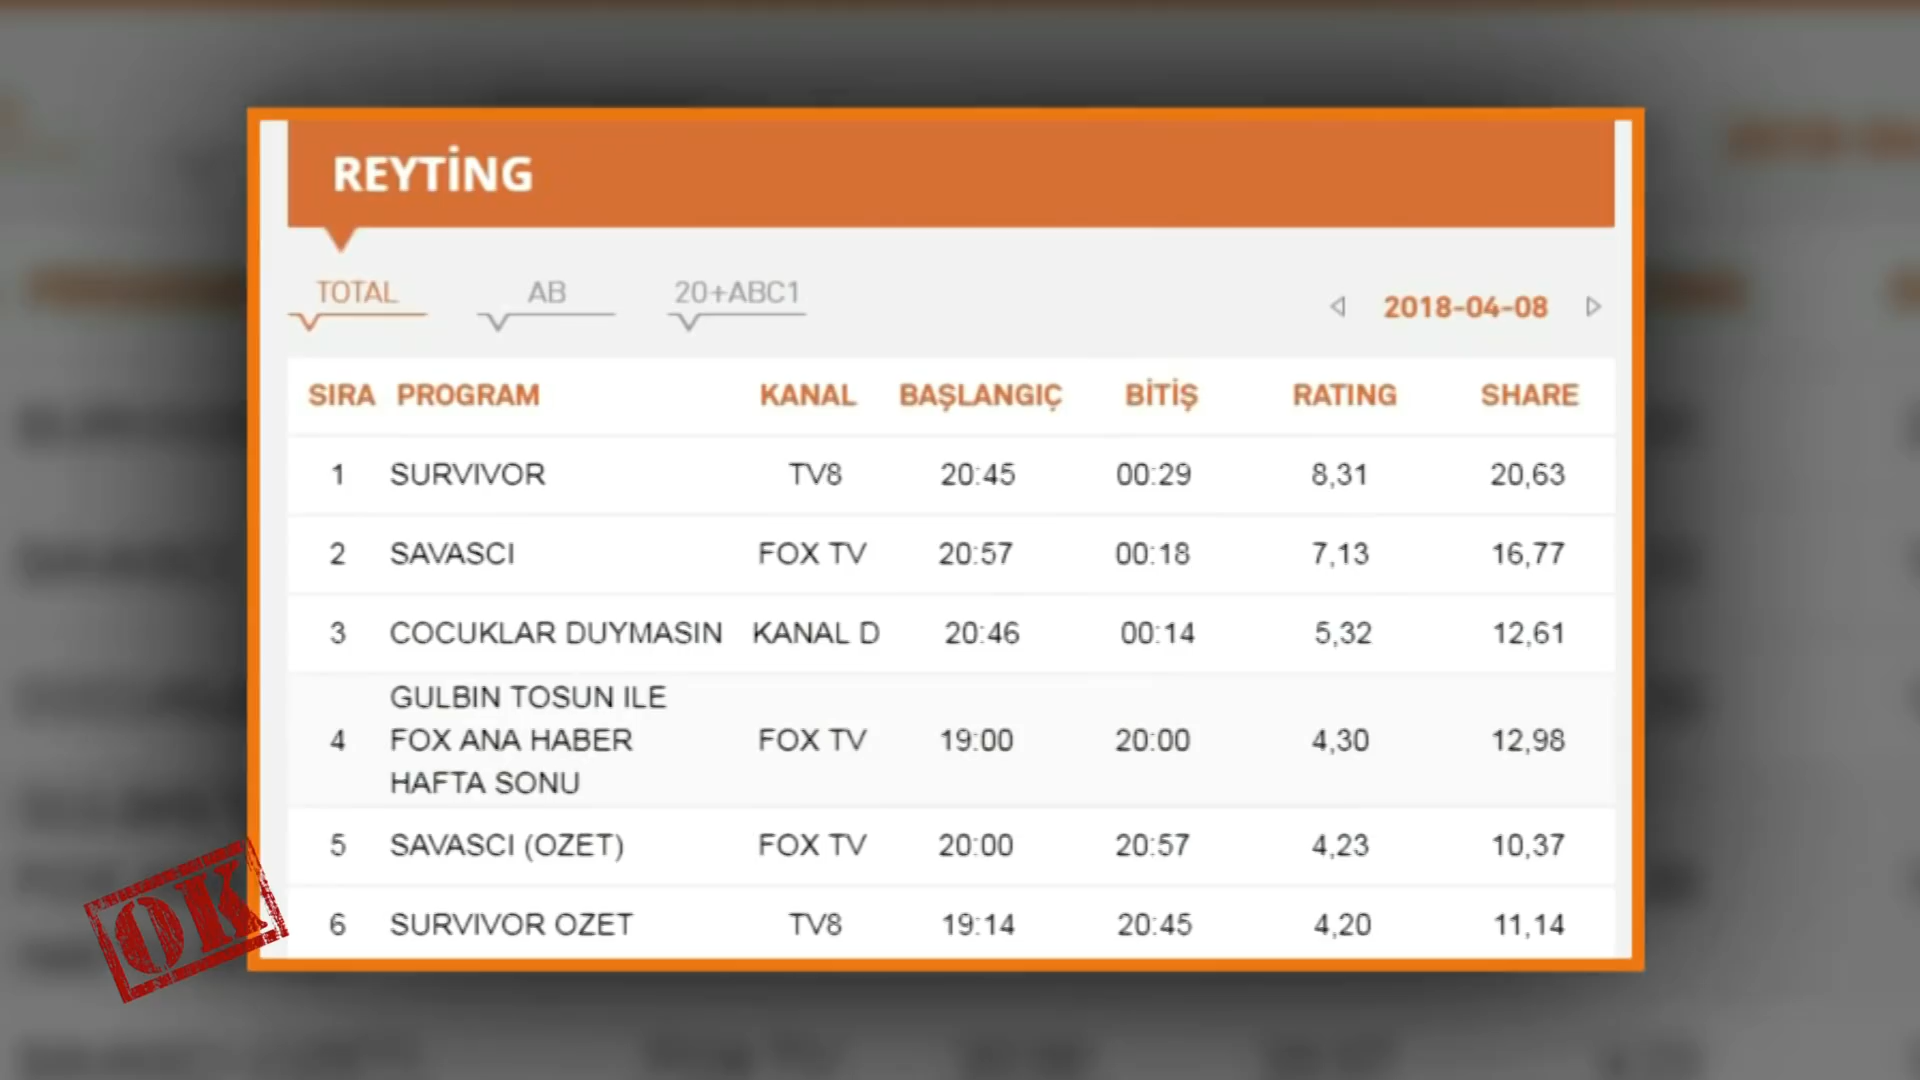 REYTİNG
TOTAL AB 20+ABC1 2018-04-08
SIRA PROGRAM KANAL BAŞLANGIÇ BİTİŞ RATING SHARE
1 SURVIVOR TV8 20:45 00:29 8,31 20,63
2 SAVASCI FOX TV 20:57 00:18 7,13 16,77
3 COCUKLAR DUYMASIN KANAL D 20:46 00:14 5,32 12,61
GULBIN TOSUN ILE
4 FOX ANA HABER FOX TV 19:00 20:00 4,30 12,98
HAFTA SONU
5 SAVASCI (OZET) FOX TV 20:00 20:57 4,23 10,37
6 SURVIVOR OZET TV8 19:14 20:45 4,20 11,14
OK